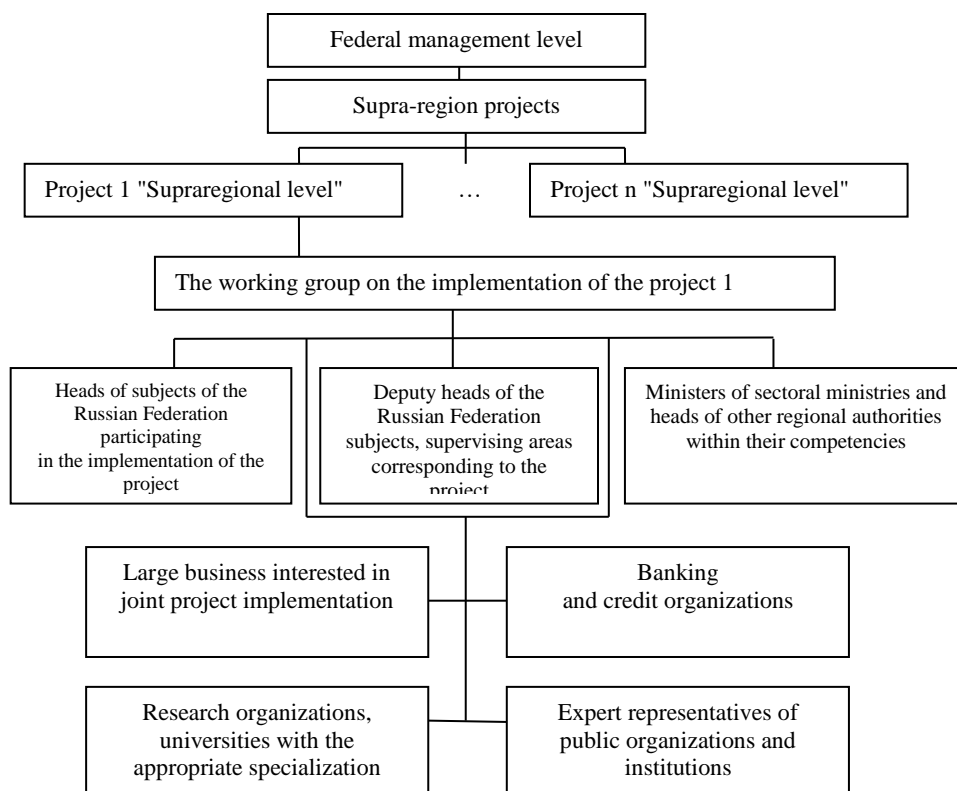 Federal management level
Supra-region projects
Project 1 "Supraregional level"
…
Project n "Supraregional level"
The working group on the implementation of the project 1
Heads of subjects of the
Russian Federation
participating
in the implementation of the
project
Deputy heads of the
Russian Federation
subjects, supervising areas
corresponding to the
project
Ministers of sectoral ministries and
heads of other regional authorities
within their competencies
Large business interested in
joint project implementation
Banking
and credit organizations
Research organizations,
universities with the
appropriate specialization
Expert representatives of
public organizations and
institutions